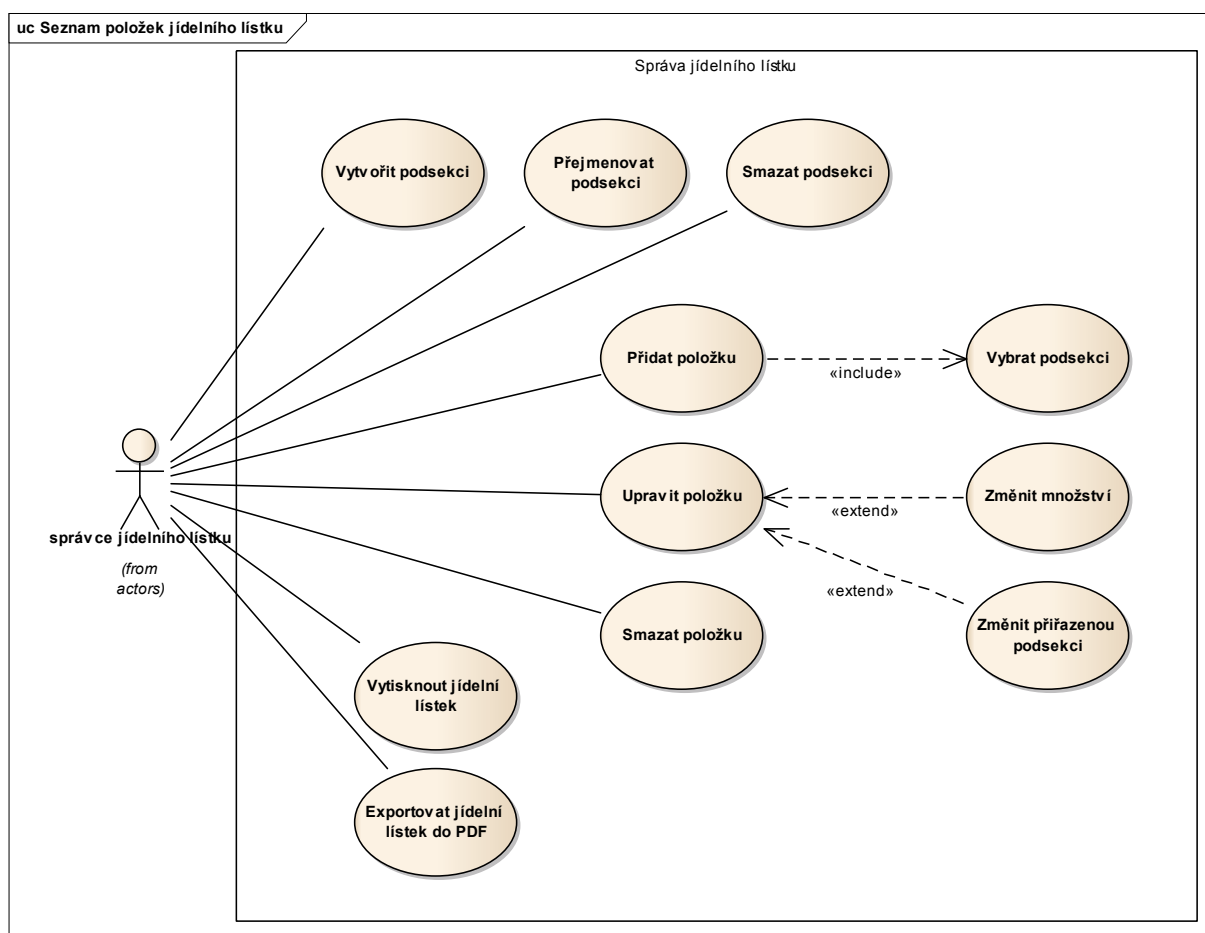 uc Seznam položek jídelního lístku
Správa jídelního lístku
Vytvořit podsekci
Přejmenovat
podsekci
Smazat podsekci
Přidat položku
«include»
Vybrat podsekci
Upravit položku
«extend»
Změnit množství
správce jídelního lístku
(from
actors)
«extend»
Smazat položku
Změnit přiřazenou
podsekci
Vytisknout jídelní
lístek
Exportovat jídelní
lístek do PDF